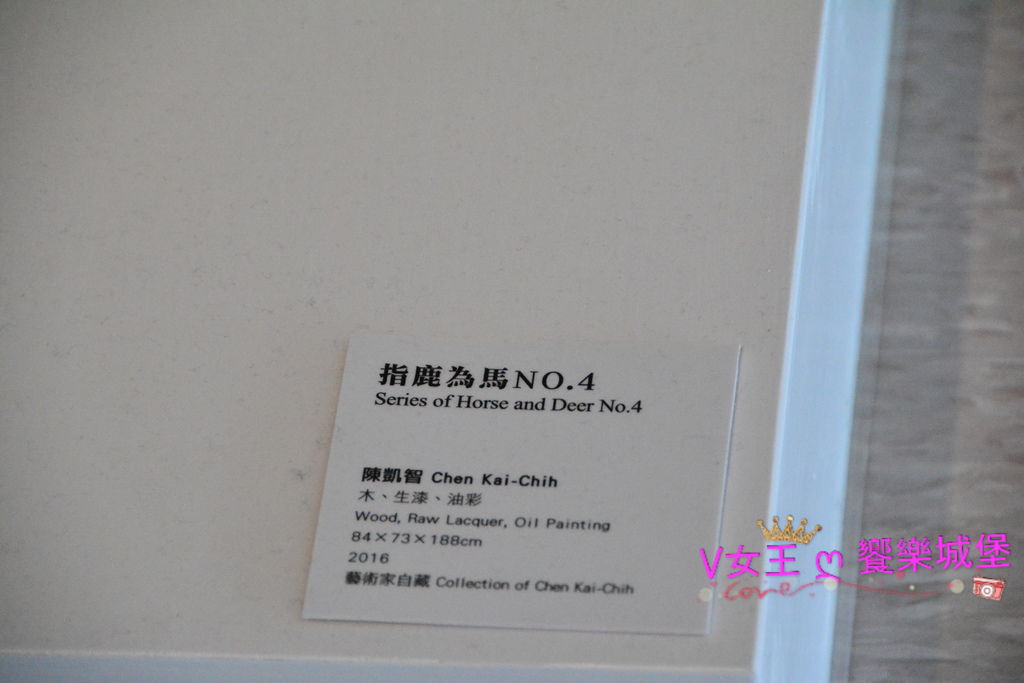 指鹿為馬NO.4
Series of Horse and Deer No.4
陳凱智 Chen Kai-Chih
木、生漆、油彩
Wood, Raw Lacquer, Oil Painting
84×73×188cm
2016
藝術家自藏 Collection of Chen Kai-Chih
V女王 ღ 饗樂城堡
Love